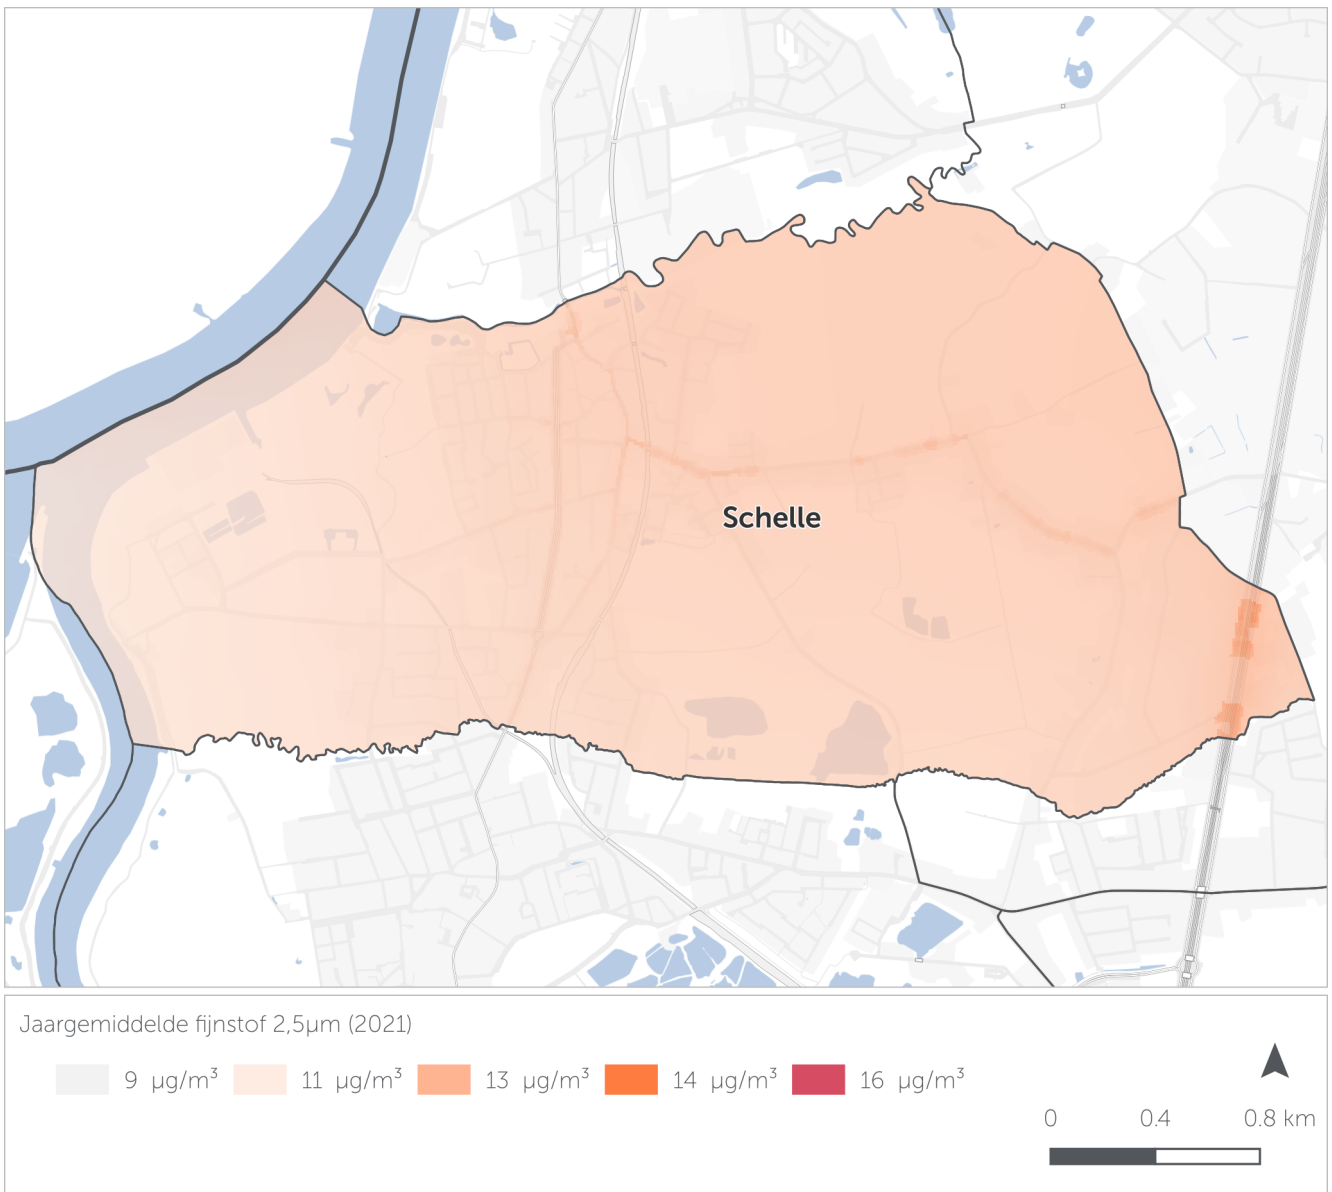 Schelle
Jaargemiddelde fijnstof 2,5µm (2021)
9 µg/m³ 11 µg/m³ 13 µg/m³ 14 µg/m³ 16 µg/m³
0 0.4 0.8 km